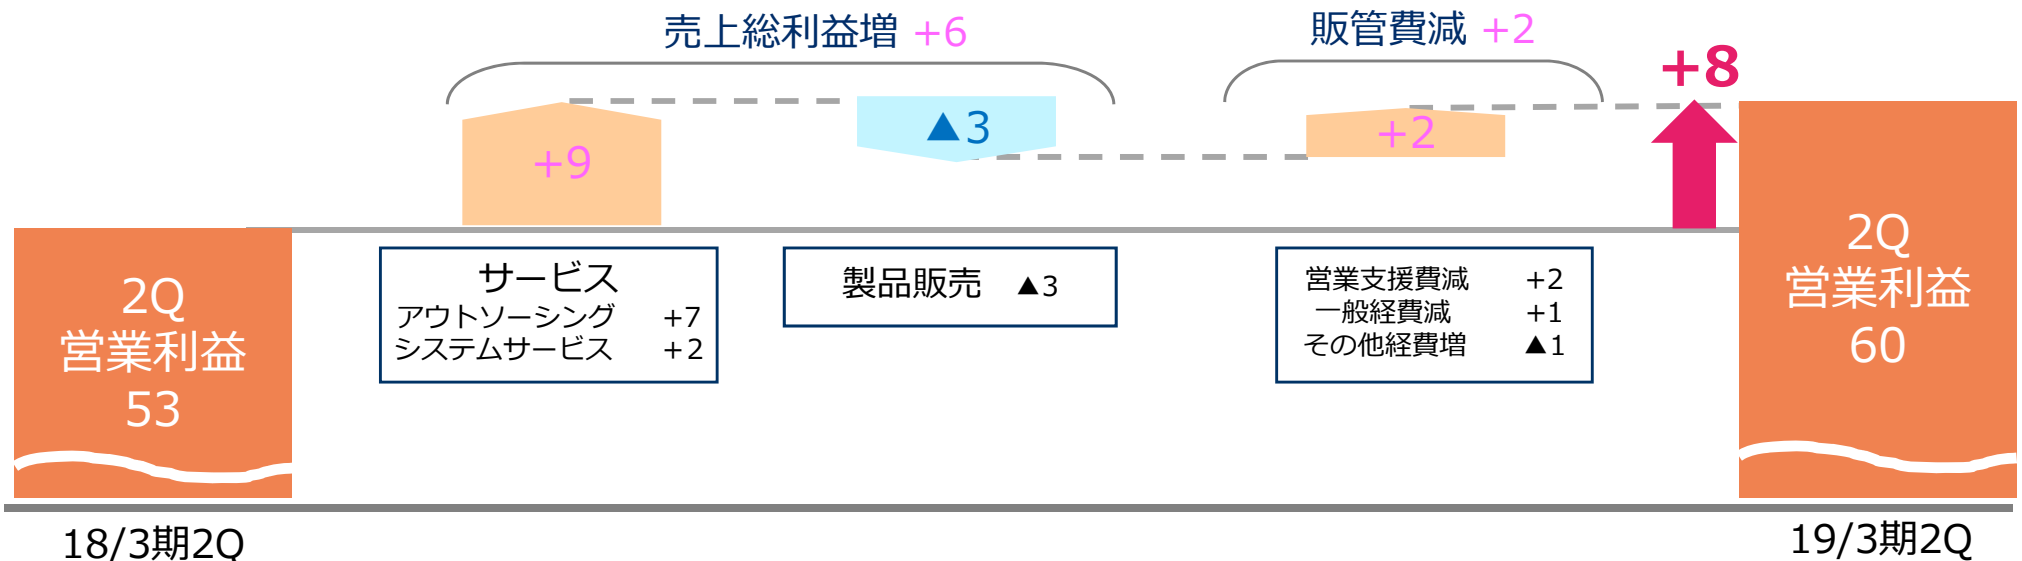 売上総利益増 +6
販管費減 +2
+8
+9
▲3
+2
2Q
営業利益
53
サービス
アウトソーシング +7
システムサービス +2
製品販売 ▲3
営業支援費減 +2
一般経費減 +1
その他経費増 ▲1
2Q
営業利益
60
18/3期2Q
19/3期2Q